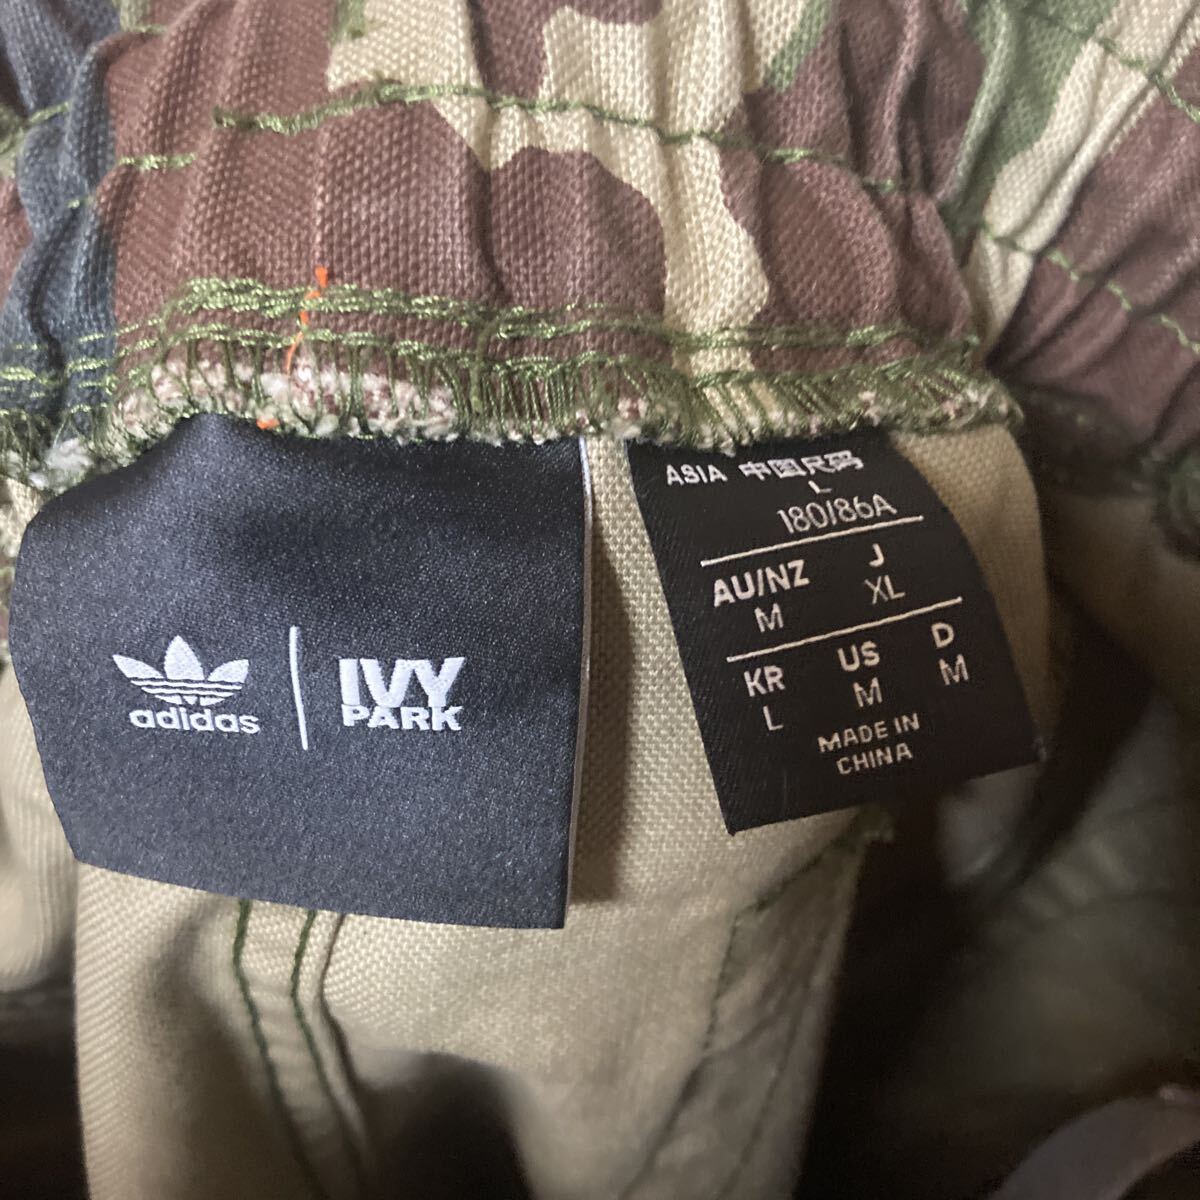 adidas
IVY
PARK
ASIA 中国尺码
L
180/86A
AU/NZ J
M XL
KR US D
L M M
MADE IN
CHINA